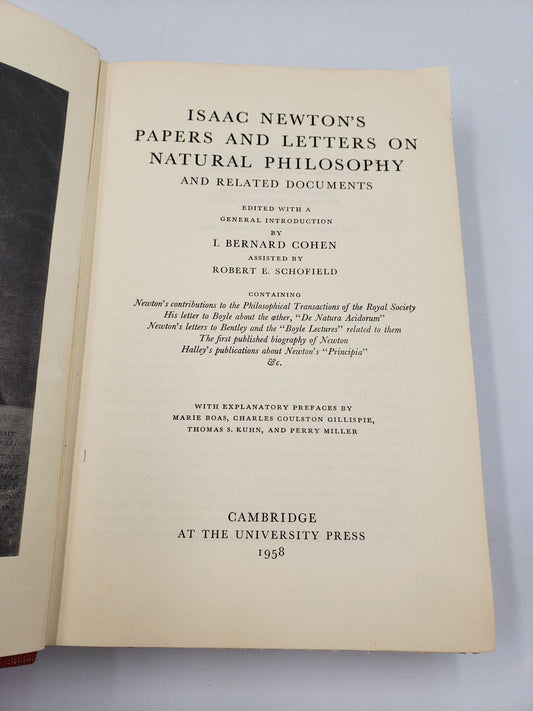 ISAAC NEWTON'S
PAPERS AND LETTERS ON
NATURAL PHILOSOPHY
AND RELATED DOCUMENTS
EDITED WITH A
GENERAL INTRODUCTION
BY
I. BERNARD COHEN
ASSISTED BY
ROBERT E. SCHOFIELD
CONTAINING
Newton's contributions to the Philosophical Transactions of the Royal Society
His letter to Boyle about the æther, "De Natura Acidorum"
Newton's letters to Bentley and the "Boyle Lectures" related to them
The first published biography of Newton
Halley's publications about Newton's "Principia"
&c.
WITH EXPLANATORY PREFACES BY
MARIE BOAS, CHARLES COULSTON GILLISPIE,
THOMAS S. KUHN, AND PERRY MILLER
CAMBRIDGE
AT THE UNIVERSITY PRESS
1958